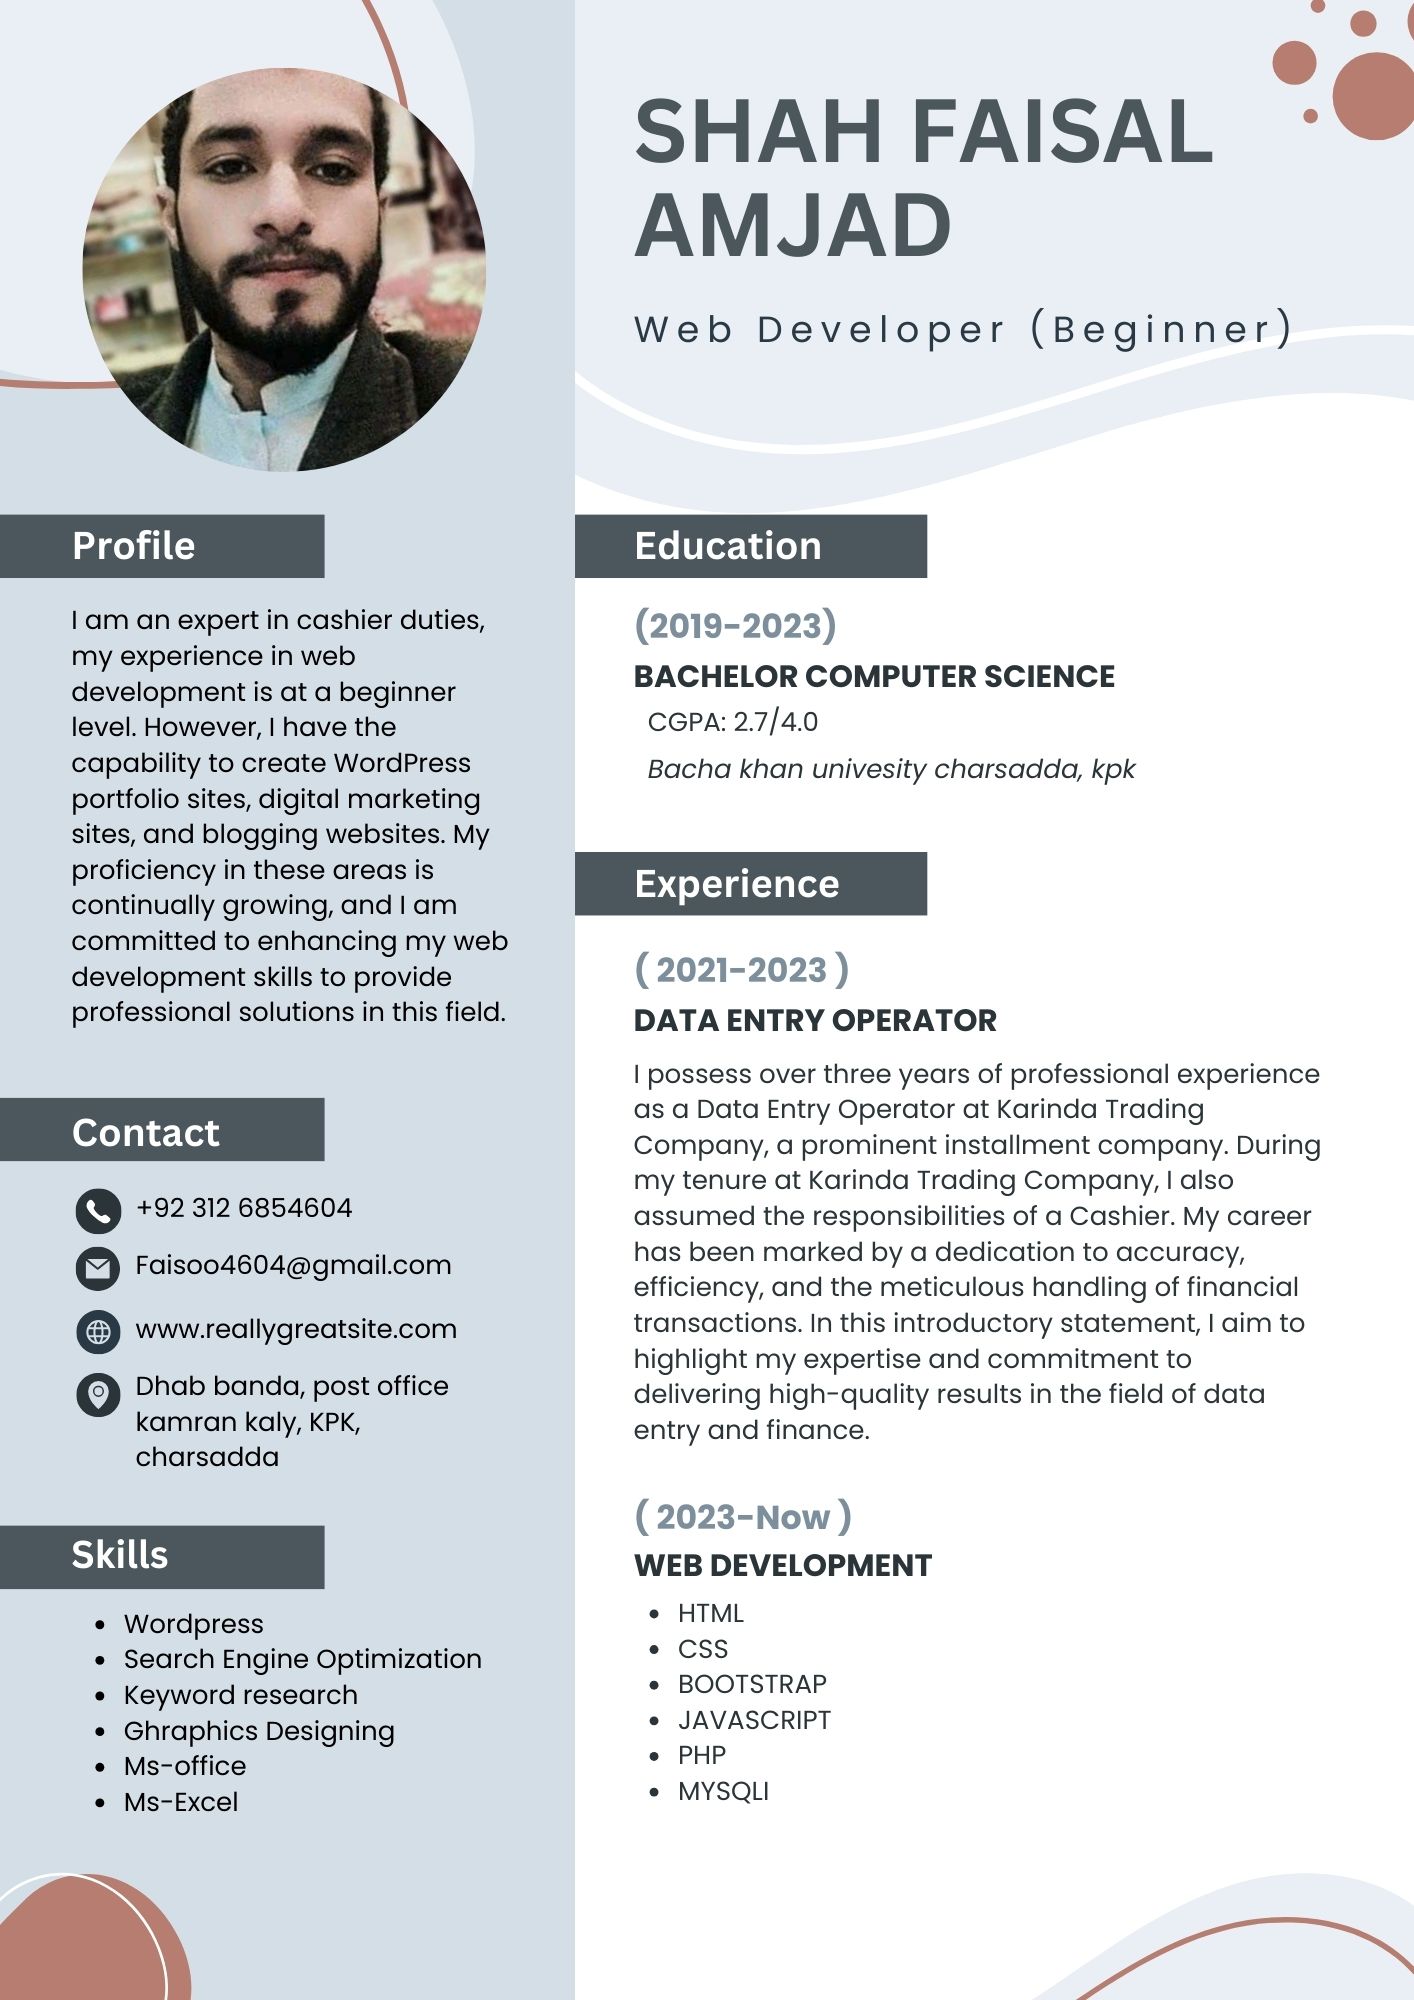 SHAH FAISAL
AMJAD
Web Developer (Beginner)
Profile
I am an expert in cashier duties,
my experience in web
development is at a beginner
level. However, I have the
capability to create WordPress
portfolio sites, digital marketing
sites, and blogging websites. My
proficiency in these areas is
continually growing, and I am
committed to enhancing my web
development skills to provide
professional solutions in this field.
Contact
+92 312 6854604
Faisoo4604@gmail.com
www.reallygreatsite.com
Dhab banda, post office
kamran kaly, KPK,
charsadda
Skills
• Wordpress
• Search Engine Optimization
• Keyword research
• Ghraphics Designing
• Ms-office
• Ms-Excel
Education
(2019-2023)
BACHELOR COMPUTER SCIENCE
CGPA: 2.7/4.0
Bacha khan univesity charsadda, kpk
Experience
( 2021-2023 )
DATA ENTRY OPERATOR
I possess over three years of professional experience
as a Data Entry Operator at Karinda Trading
Company, a prominent installment company. During
my tenure at Karinda Trading Company, I also
assumed the responsibilities of a Cashier. My career
has been marked by a dedication to accuracy,
efficiency, and the meticulous handling of financial
transactions. In this introductory statement, I aim to
highlight my expertise and commitment to
delivering high-quality results in the field of data
entry and finance.
( 2023-Now )
WEB DEVELOPMENT
• HTML
• CSS
• BOOTSTRAP
• JAVASCRIPT
• PHP
• MYSQLI